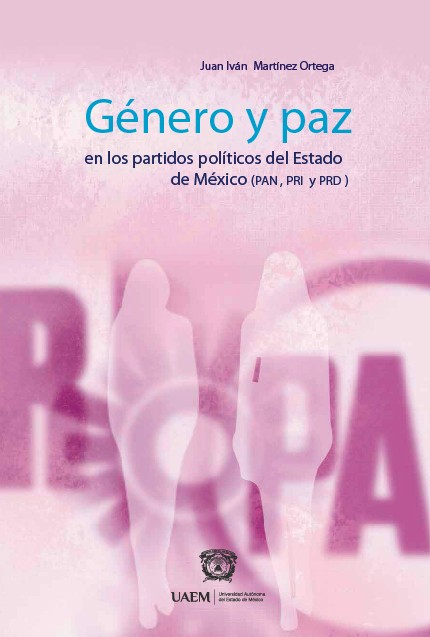 Juan Iván Martínez Ortega
Género y paz
en los partidos políticos del Estado
de México (PAN , PRI y PRD )
R
PA
UAEM
Universidad Autónoma
del Estado de México